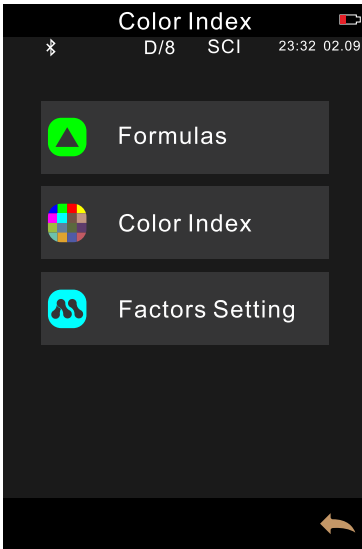 Color Index
D/8 SCI 23:32 02.09
Formulas
Color Index
Factors Setting